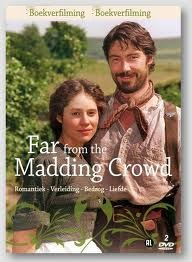 Boekverfilming Boekverfilming
Far from the
Madding Crowd
Romantiek - Verleiding - Bedrog - Liefde
AL
2
DVD